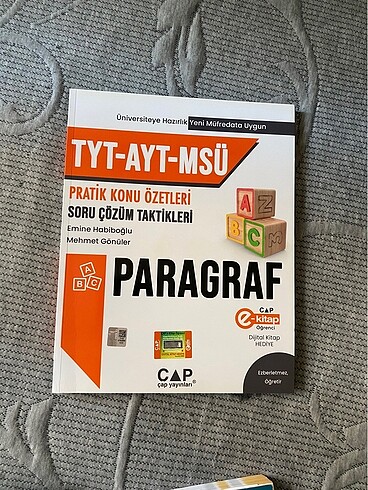 Üniversiteye Hazırlık Yeni Müfredata Uygun
TYT-AYT-MSÜ
PRATİK KONU ÖZETLERİ
SORU ÇÖZÜM TAKTİKLERİ
Emine Habiboğlu
Mehmet Gönüler
A Z
B C M
A
B C
PARAGRAF
ÇAP
e-kitap
Öğrenci
Dijital Kitap
HEDİYE
ÇAP
çap yayınları®
Ezberletmez,
Öğretir